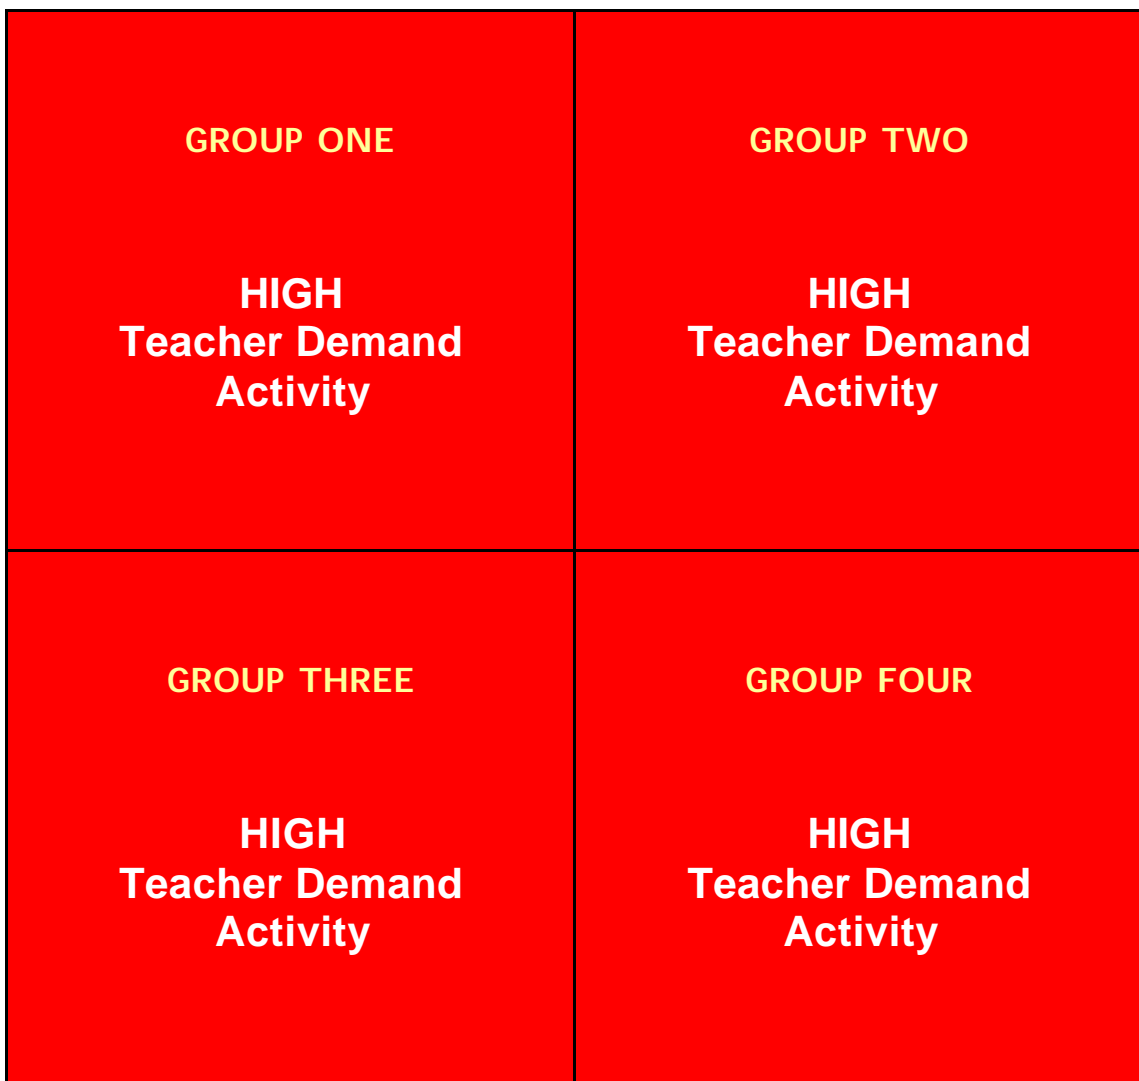 GROUP ONE
HIGH
Teacher Demand
Activity
GROUP TWO
HIGH
Teacher Demand
Activity
GROUP THREE
HIGH
Teacher Demand
Activity
GROUP FOUR
HIGH
Teacher Demand
Activity